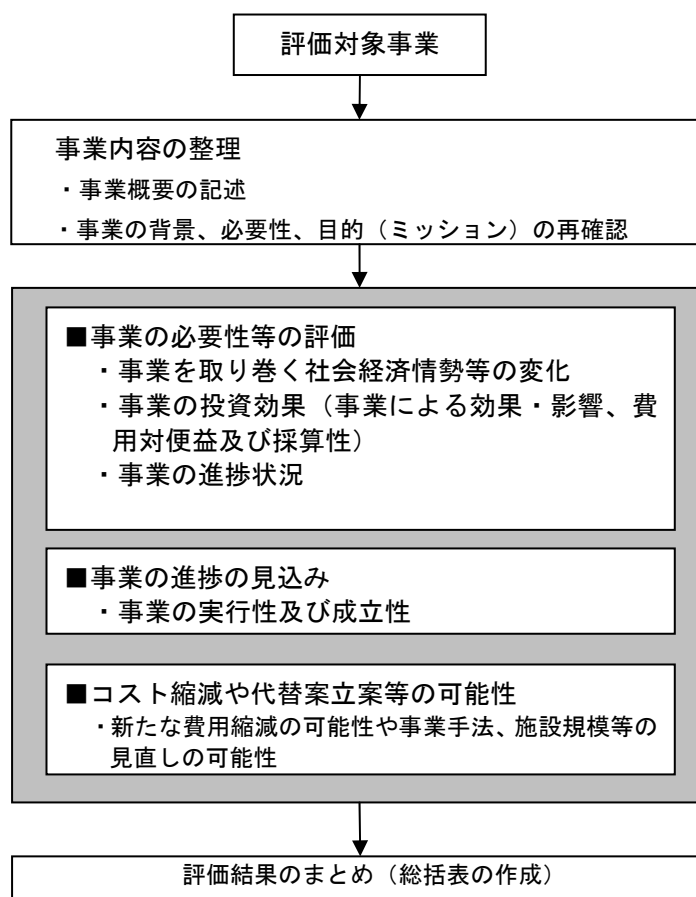 評価対象事業
事業内容の整理
・事業概要の記述
・事業の背景、必要性、目的（ミッション）の再確認
■事業の必要性等の評価
・事業を取り巻く社会経済情勢等の変化
・事業の投資効果（事業による効果・影響、費
用対便益及び採算性）
・事業の進捗状況
■事業の進捗の見込み
・事業の実行性及び成立性
■コスト縮減や代替案立案等の可能性
・新たな費用縮減の可能性や事業手法、施設規模等の
見直しの可能性
評価結果のまとめ（総括表の作成）